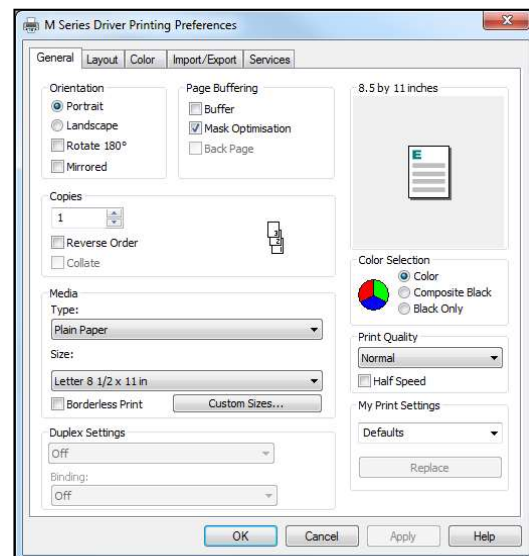 M Series Driver Printing Preferences
General Layout Color Import/Export Services
Orientation
Portrait
Landscape
Rotate 180°
Mirrored
Page Buffering
Buffer
Mask Optimisation
Back Page
8.5 by 11 inches
E
Copies
1
Reverse Order
Collate
3
2
1
Color Selection
Color
Composite Black
Black Only
Media
Type:
Plain Paper
Size:
Letter 8 1/2 x 11 in
Borderless Print
Custom Sizes...
Print Quality
Normal
Half Speed
Duplex Settings
Off
Binding:
Off
My Print Settings
Defaults
Replace
OK Cancel Apply Help